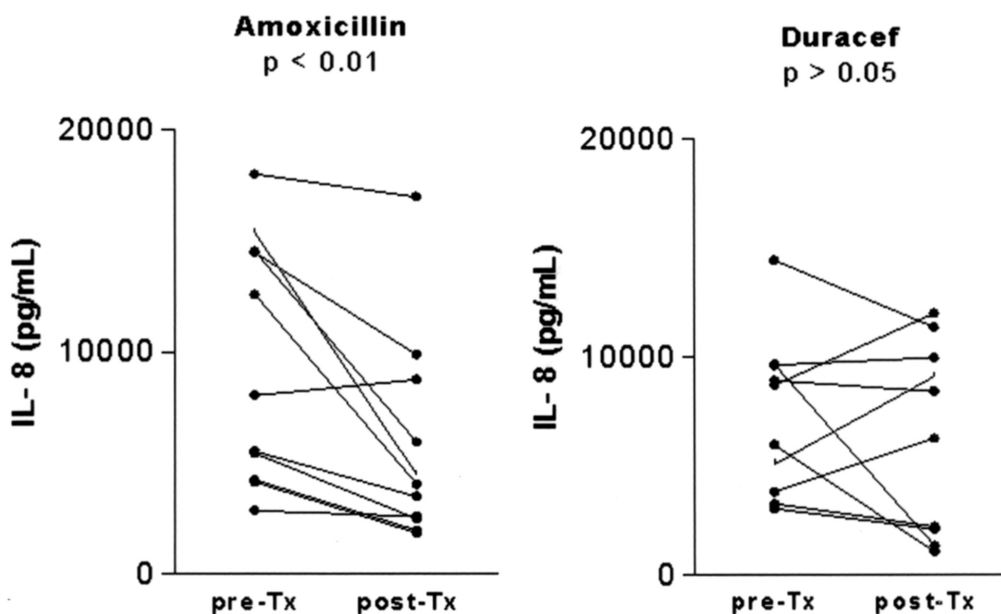 Amoxicillin
p < 0.01
20000
10000
0
IL- 8 (pg/mL)
pre-Tx
post-Tx
Duracef
p > 0.05
20000
10000
0
IL- 8 (pg/mL)
pre-Tx
post-Tx